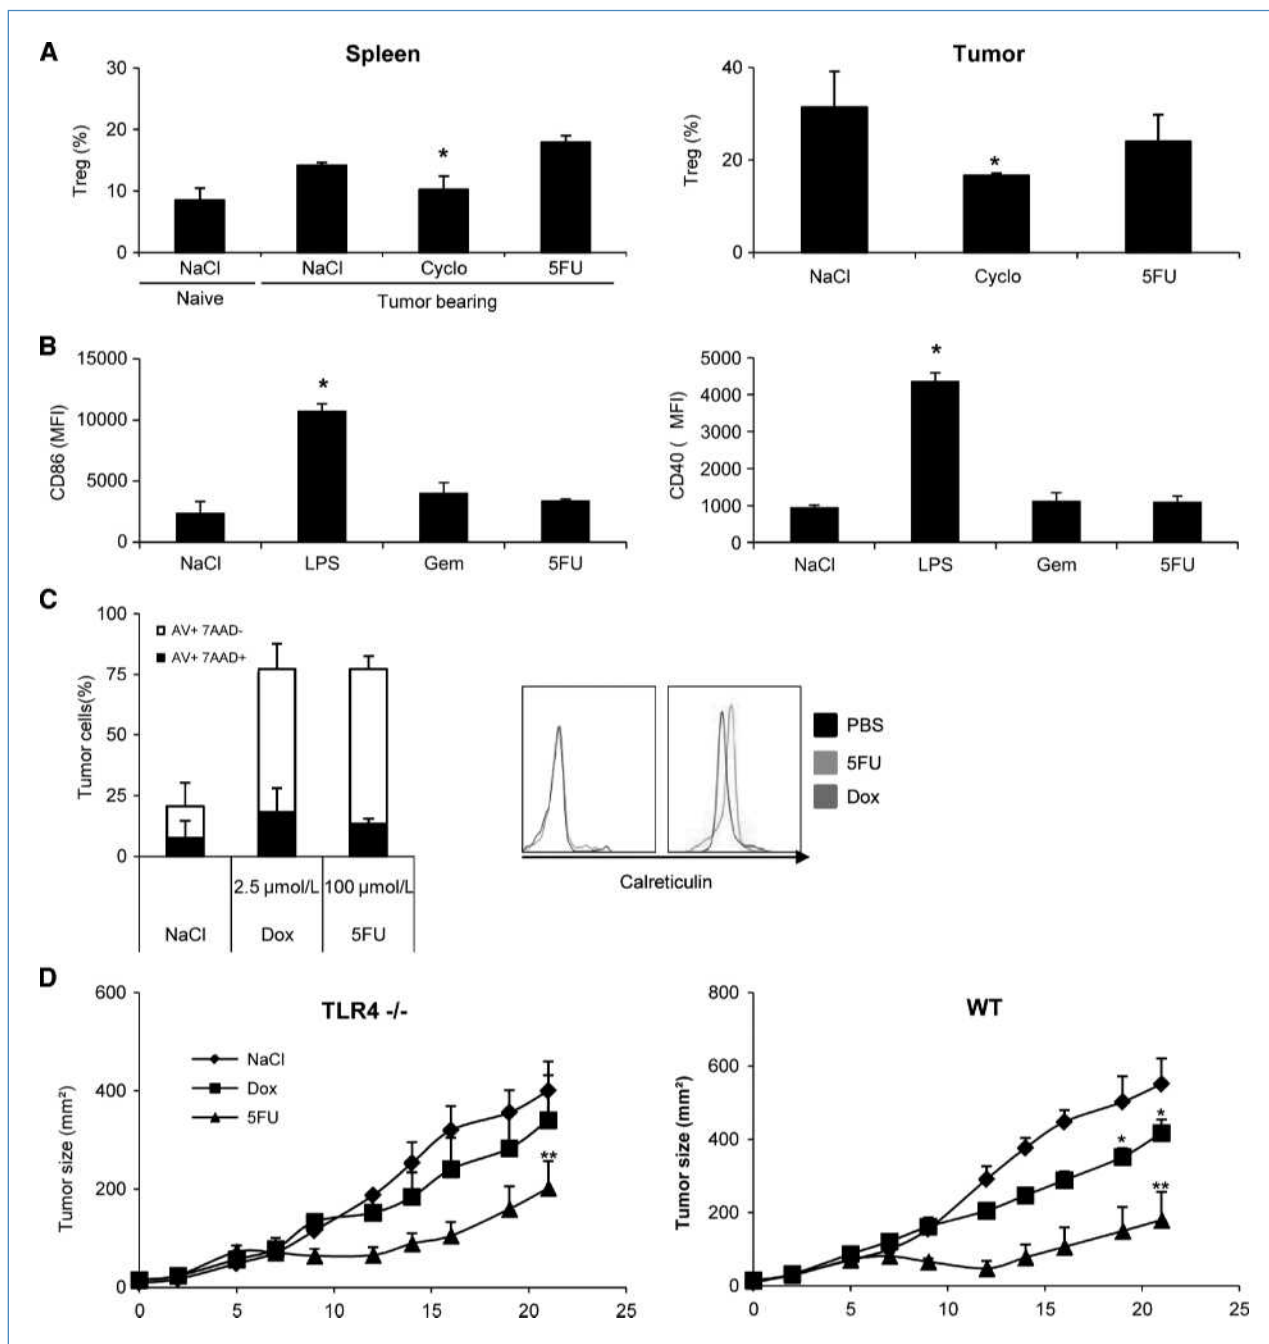 A
Spleen
Treg (%)
30
20
10
0
*
NaCl
NaCl
Cyclo
5FU
Naive
Tumor bearing
Tumor
Treg (%)
40
20
0
*
NaCl
Cyclo
5FU
B
CD86 (MFI)
15000
10000
5000
0
*
NaCl
LPS
Gem
5FU
CD40 ( MFI)
5000
4000
3000
2000
1000
0
*
NaCl
LPS
Gem
5FU
C
Tumor cells(%)
100
75
50
25
0
AV+ 7AAD-
AV+ 7AAD+
2.5 µmol/L
100 µmol/L
NaCl
Dox
5FU
PBS
5FU
Dox
Calreticulin
D
TLR4 -/-
Tumor size (mm²)
600
400
200
0
NaCl
Dox
5FU
**
0
5
10
15
20
25
WT
Tumor size (mm²)
800
600
400
200
0
*
*
**
0
5
10
15
20
25